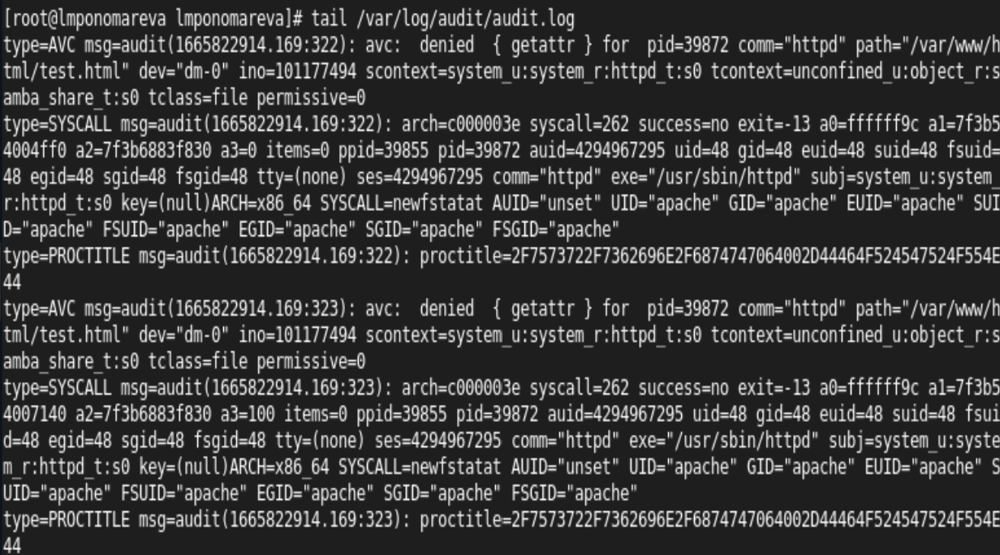 [root@lmponomareva lmponomareva]# tail /var/log/audit/audit.log
type=AVC msg=audit(1665822914.169:322): avc:  denied  { getattr } for  pid=39872 comm="httpd" path="/var/www/h
tml/test.html" dev="dm-0" ino=101177494 scontext=system_u:system_r:httpd_t:s0 tcontext=unconfined_u:object_r:s
amba_share_t:s0 tclass=file permissive=0
type=SYSCALL msg=audit(1665822914.169:322): arch=c000003e syscall=262 success=no exit=-13 a0=ffffff9c a1=7f3b5
4004ff0 a2=7f3b6883f830 a3=0 items=0 ppid=39855 pid=39872 auid=4294967295 uid=48 gid=48 euid=48 suid=48 fsuid=
48 egid=48 sgid=48 fsgid=48 tty=(none) ses=4294967295 comm="httpd" exe="/usr/sbin/httpd" subj=system_u:system_
r:httpd_t:s0 key=(null)ARCH=x86_64 SYSCALL=newfstatat AUID="unset" UID="apache" GID="apache" EUID="apache" SUI
D="apache" FSUID="apache" EGID="apache" SGID="apache" FSGID="apache"
type=PROCTITLE msg=audit(1665822914.169:322): proctitle=2F7573722F7362696E2F6874747064002D44464F524547524F554E
44
type=AVC msg=audit(1665822914.169:323): avc:  denied  { getattr } for  pid=39872 comm="httpd" path="/var/www/h
tml/test.html" dev="dm-0" ino=101177494 scontext=system_u:system_r:httpd_t:s0 tcontext=unconfined_u:object_r:s
amba_share_t:s0 tclass=file permissive=0
type=SYSCALL msg=audit(1665822914.169:323): arch=c000003e syscall=262 success=no exit=-13 a0=ffffff9c a1=7f3b5
4007140 a2=7f3b6883f830 a3=100 items=0 ppid=39855 pid=39872 auid=4294967295 uid=48 gid=48 euid=48 suid=48 fsui
d=48 egid=48 sgid=48 fsgid=48 tty=(none) ses=4294967295 comm="httpd" exe="/usr/sbin/httpd" subj=system_u:syste
m_r:httpd_t:s0 key=(null)ARCH=x86_64 SYSCALL=newfstatat AUID="unset" UID="apache" GID="apache" EUID="apache" S
UID="apache" FSUID="apache" EGID="apache" SGID="apache" FSGID="apache"
type=PROCTITLE msg=audit(1665822914.169:323): proctitle=2F7573722F7362696E2F6874747064002D44464F524547524F554E
44